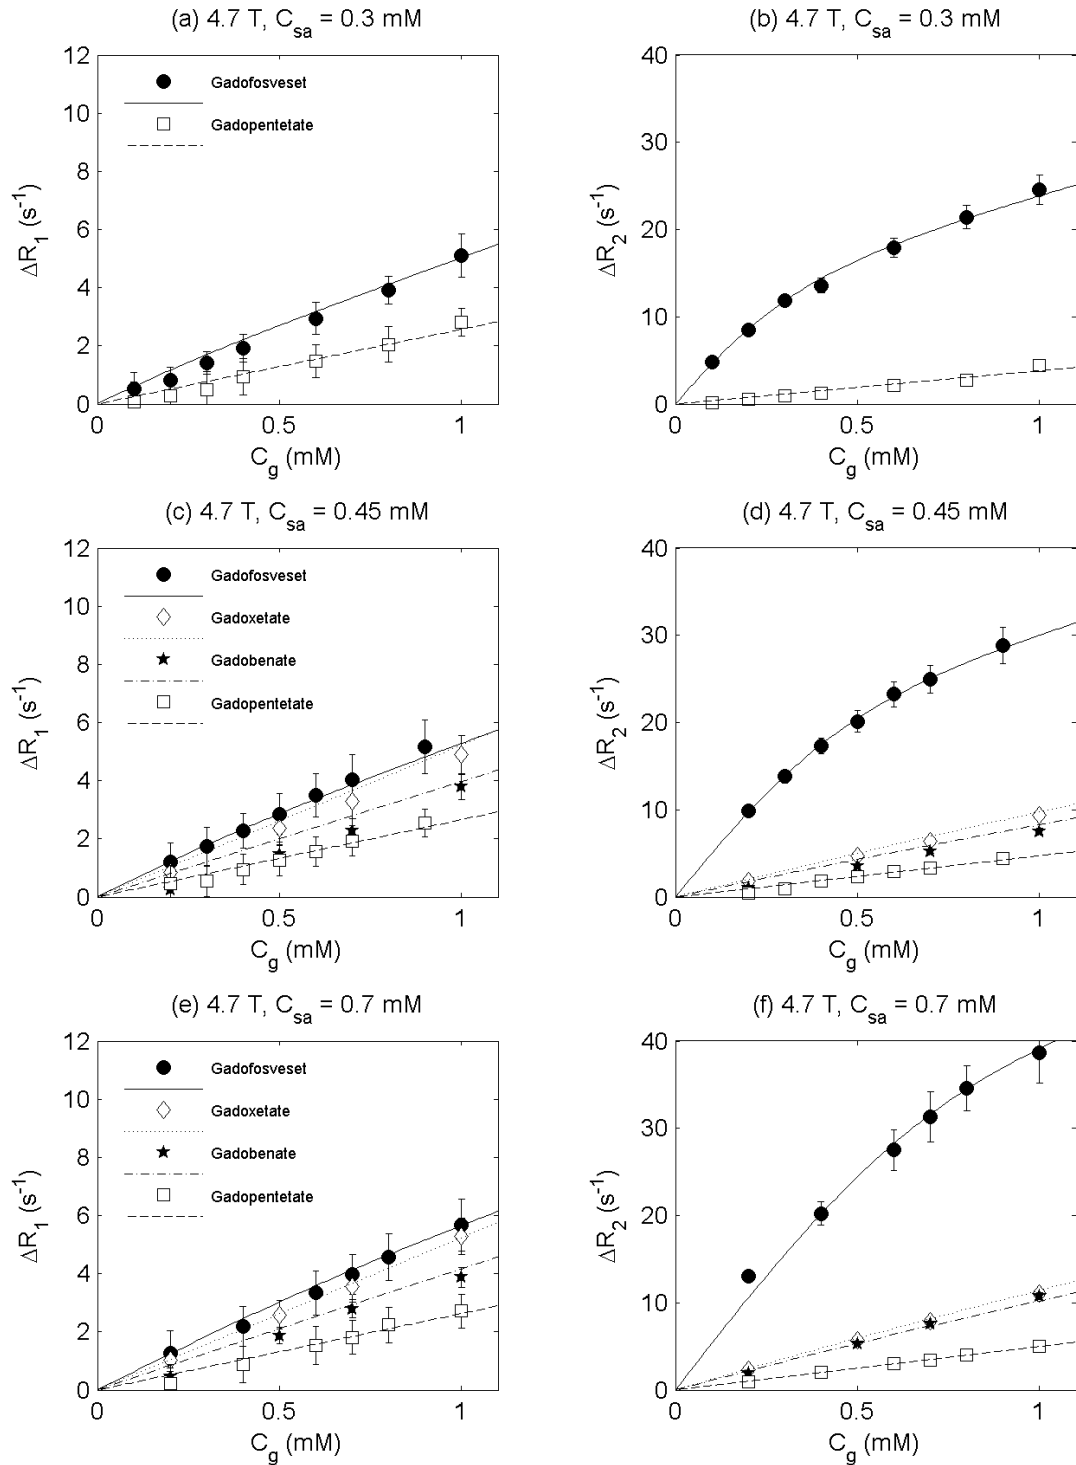 (a) 4.7 T, C_sa = 0.3 mM
12
10
8
6
4
2
0
0
0.5
1
ΔR_1 (s^-1)
C_g (mM)
Gadofosveset
Gadopentetate
(b) 4.7 T, C_sa = 0.3 mM
40
30
20
10
0
0
0.5
1
ΔR_2 (s^-1)
C_g (mM)
(c) 4.7 T, C_sa = 0.45 mM
12
10
8
6
4
2
0
0
0.5
1
ΔR_1 (s^-1)
C_g (mM)
Gadofosveset
Gadoxetate
Gadobenate
Gadopentetate
(d) 4.7 T, C_sa = 0.45 mM
40
30
20
10
0
0
0.5
1
ΔR_2 (s^-1)
C_g (mM)
(e) 4.7 T, C_sa = 0.7 mM
12
10
8
6
4
2
0
0
0.5
1
ΔR_1 (s^-1)
C_g (mM)
Gadofosveset
Gadoxetate
Gadobenate
Gadopentetate
(f) 4.7 T, C_sa = 0.7 mM
40
30
20
10
0
0
0.5
1
ΔR_2 (s^-1)
C_g (mM)